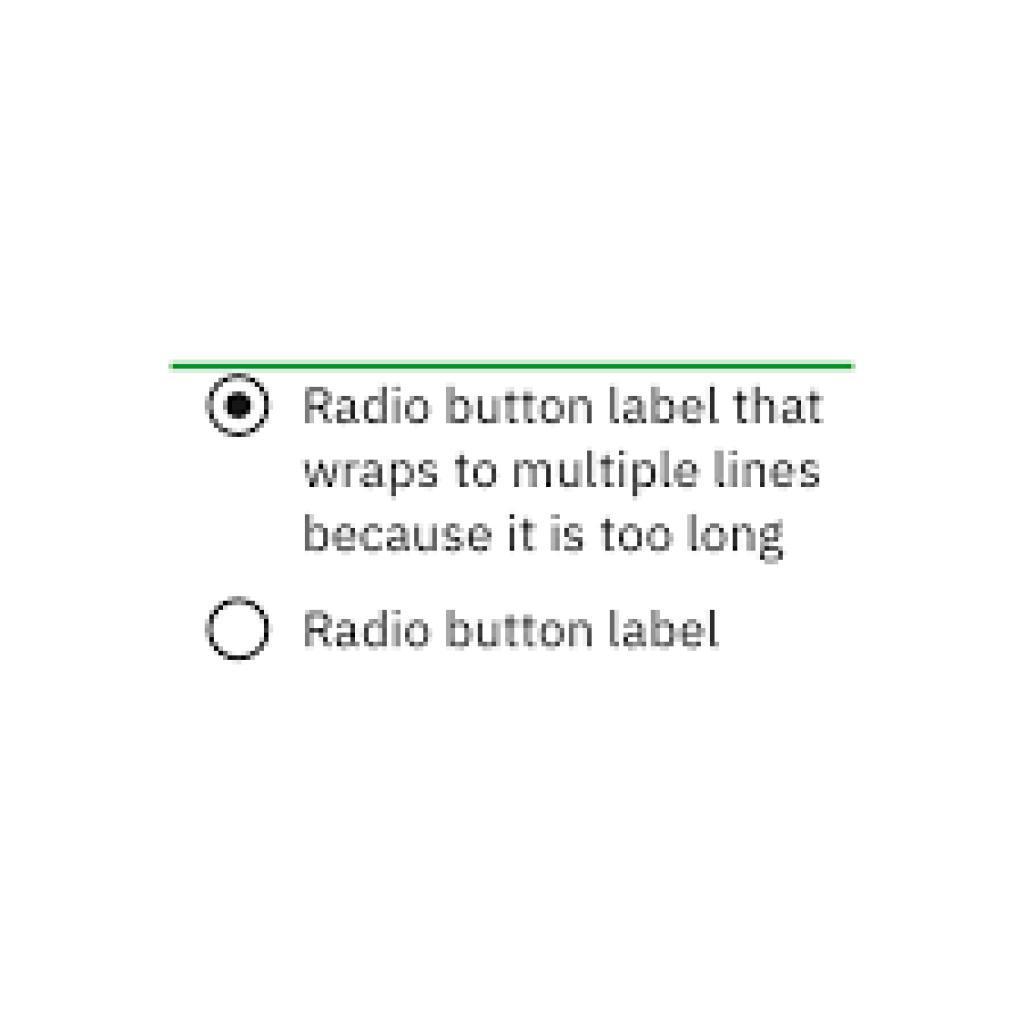 Radio button label that
wraps to multiple lines
because it is too long
Radio button label